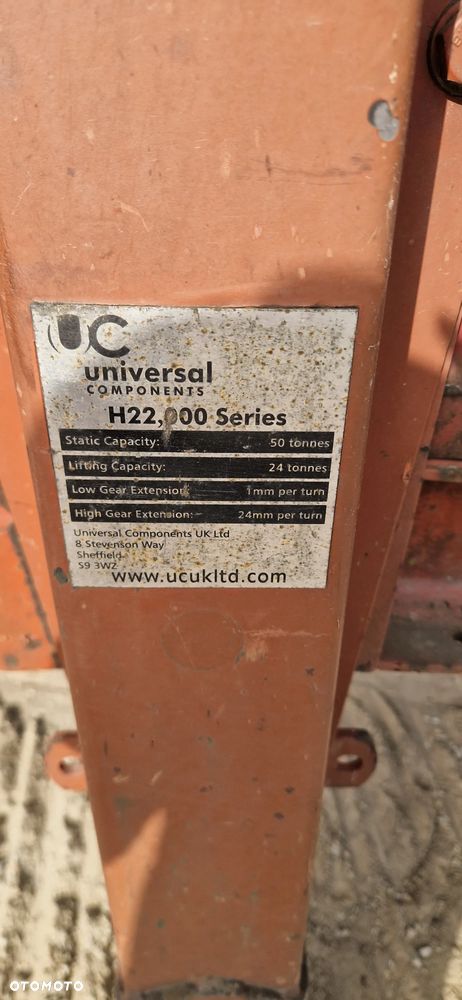 UC
universal
COMPONENTS
H22,000 Series
Static Capacity: 50 tonnes
Lifting Capacity: 24 tonnes
Low Gear Extension: 1mm per turn
High Gear Extension: 24mm per turn
Universal Components UK Ltd
8 Stevenson Way
Sheffield
S9 3WZ
www.ucukltd.com
OTOMOTO